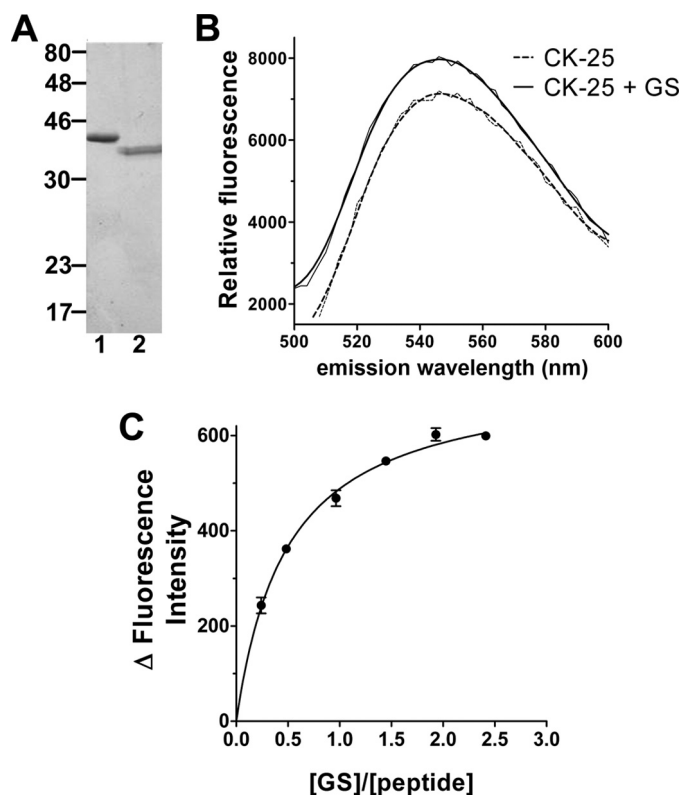 A
80
48
46
30
23
17
1 2
B
Relative fluorescence
8000
6000
4000
2000
500 520 540 560 580 600
emission wavelength (nm)
CK-25
CK-25 + GS
C
Δ Fluorescence
Intensity
600
400
200
0
0.0 0.5 1.0 1.5 2.0 2.5 3.0
[GS]/[peptide]